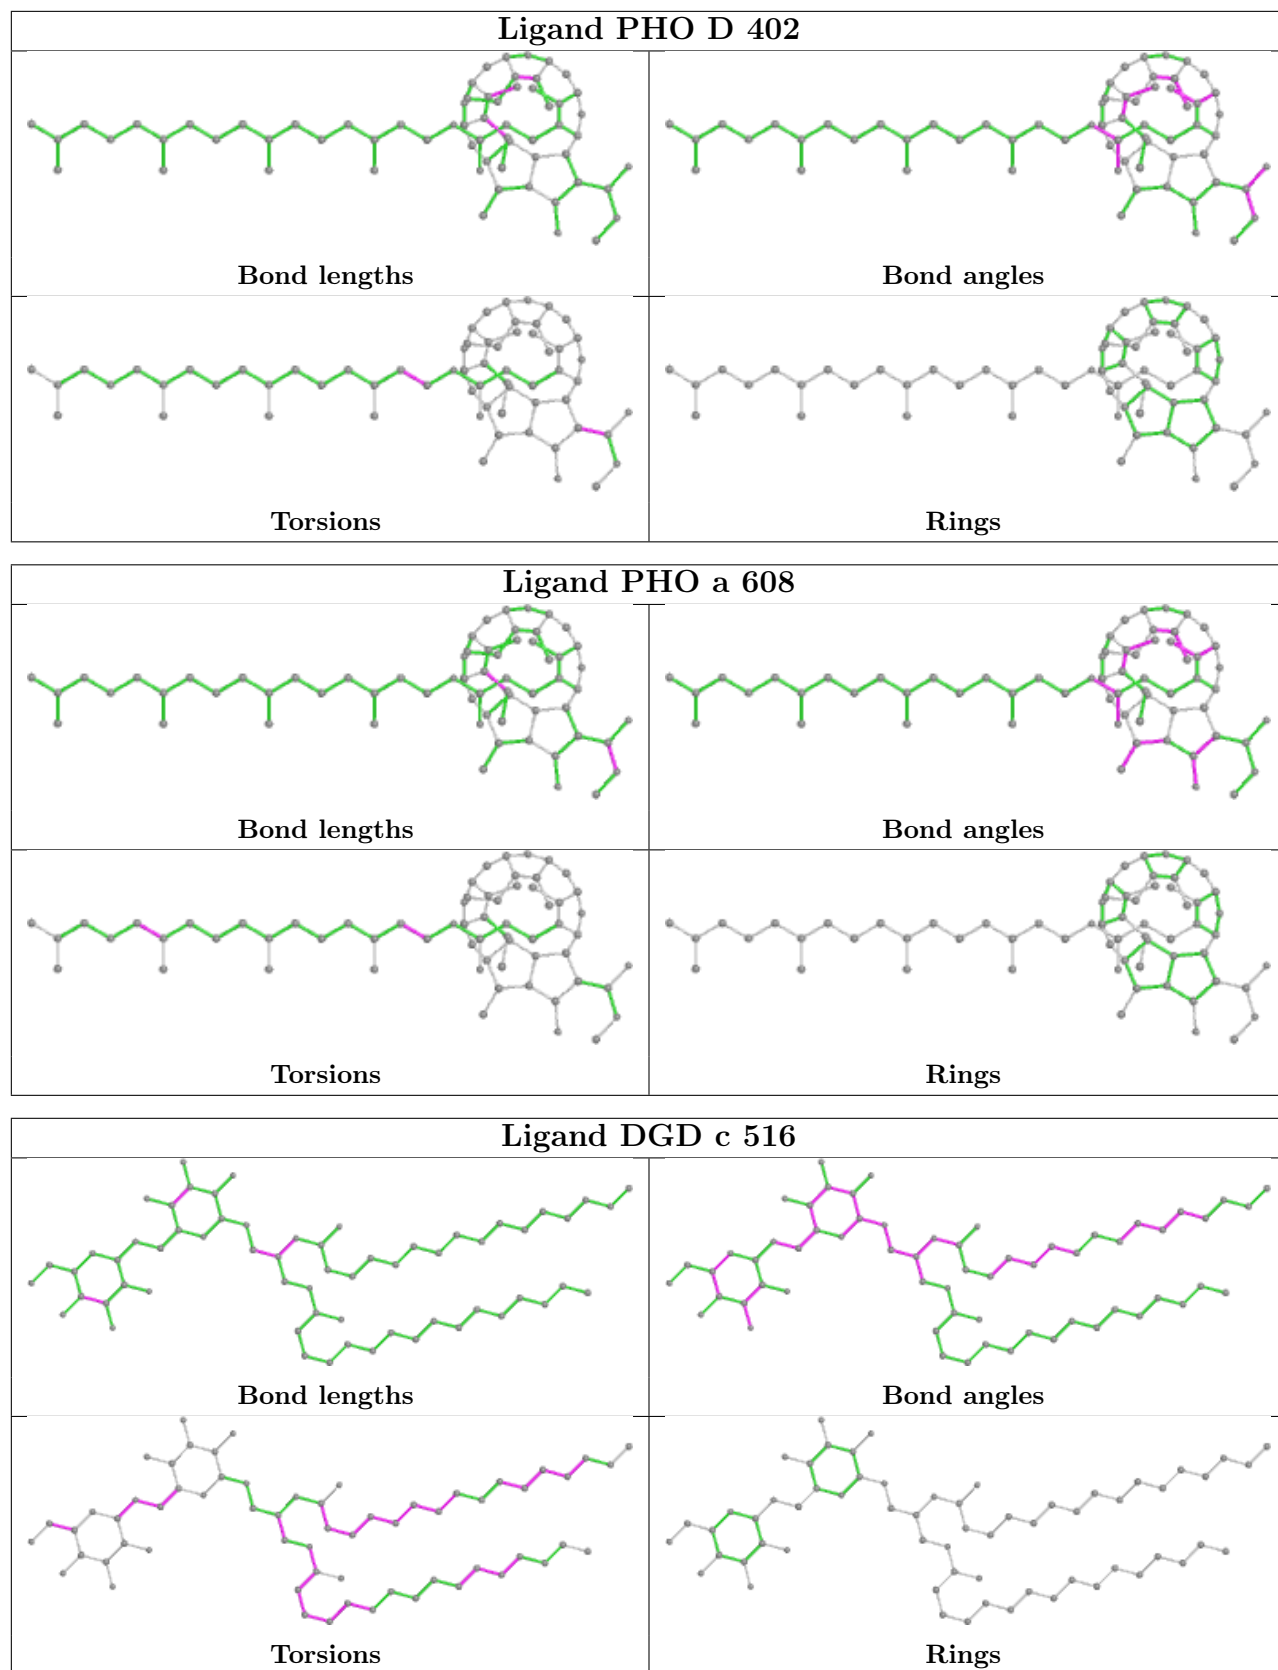 Ligand PHO D 402
Bond lengths
Bond angles
Torsions
Rings
Ligand PHO a 608
Bond lengths
Bond angles
Torsions
Rings
Ligand DGD c 516
Bond lengths
Bond angles
Torsions
Rings